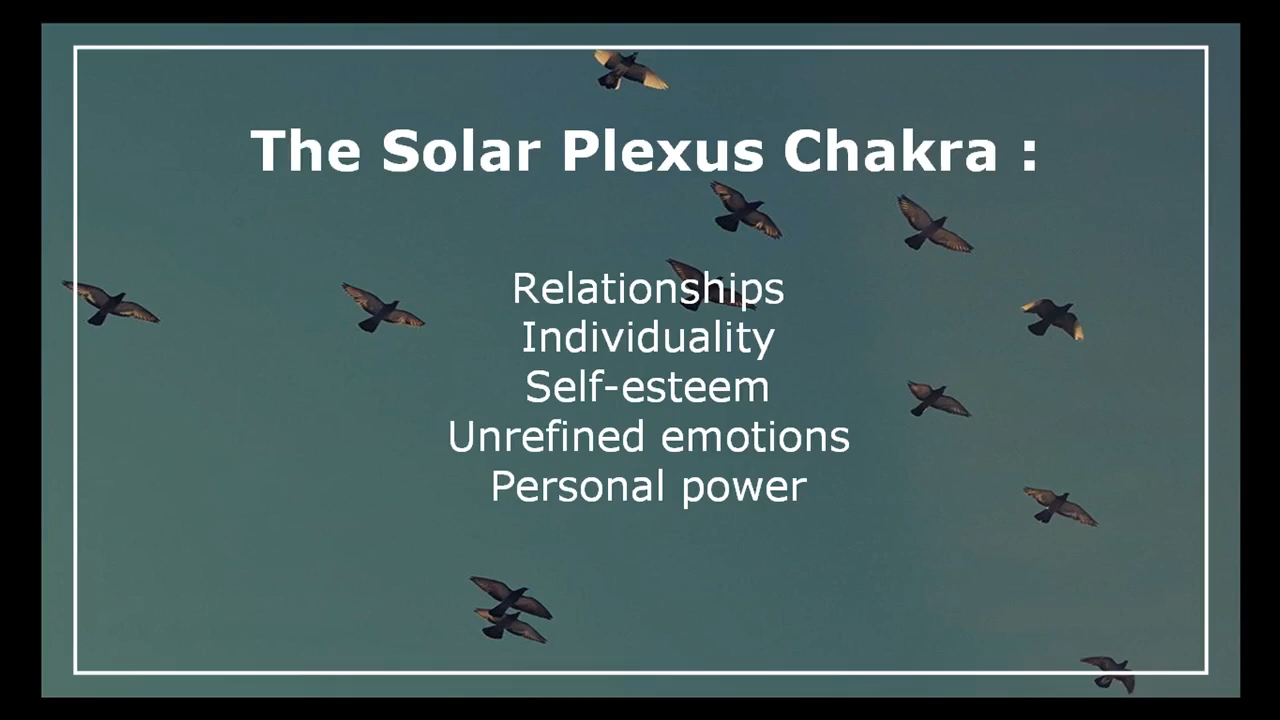 The Solar Plexus Chakra :
Relationships
Individuality
Self-esteem
Unrefined emotions
Personal power